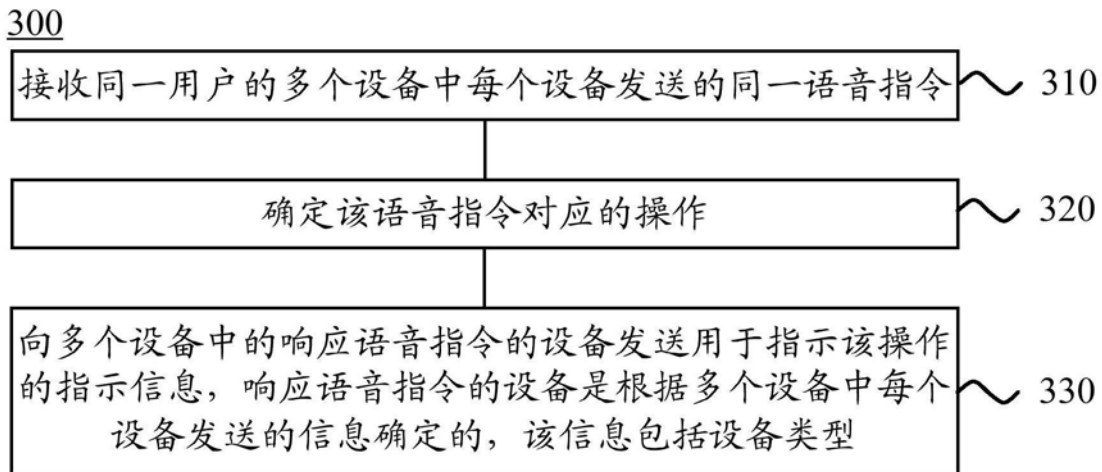 300
接收同一用户的多个设备中每个设备发送的同一语音指令
310
确定该语音指令对应的操作
320
向多个设备中的响应语音指令的设备发送用于指示该操作
的指示信息，响应语音指令的设备是根据多个设备中每个
设备发送的信息确定的，该信息包括设备类型
330